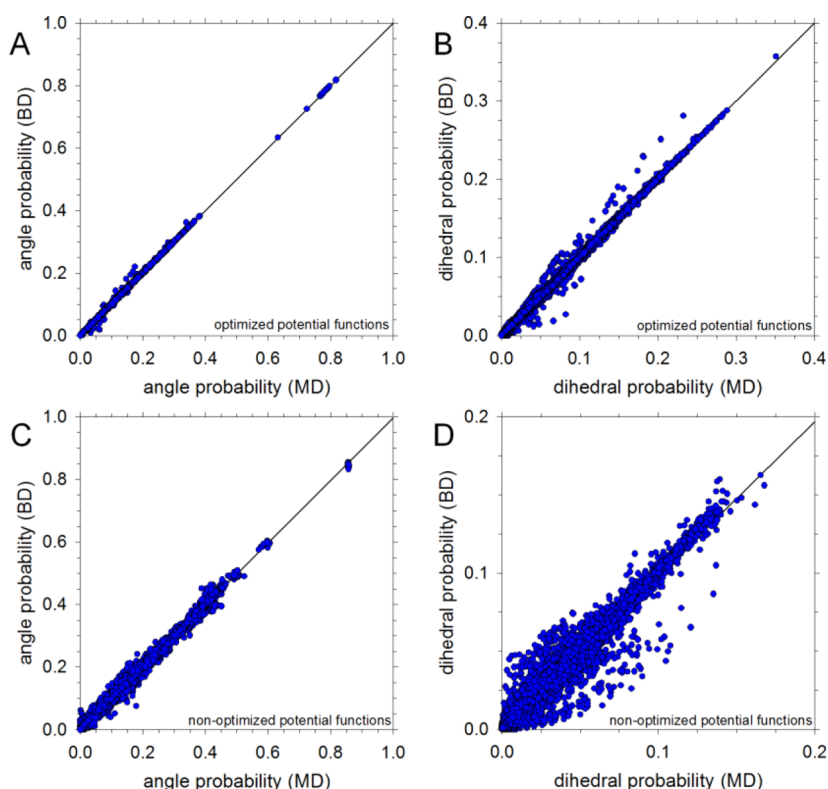 A
1.0
0.8
0.6
0.4
0.2
0.0
angle probability (BD)
optimized potential functions
0.0 0.2 0.4 0.6 0.8 1.0
angle probability (MD)
B
0.4
0.3
0.2
0.1
0.0
dihedral probability (BD)
optimized potential functions
0.0 0.1 0.2 0.3 0.4
dihedral probability (MD)
C
1.0
0.8
0.6
0.4
0.2
0.0
angle probability (BD)
non-optimized potential functions
0.0 0.2 0.4 0.6 0.8 1.0
angle probability (MD)
D
0.2
0.1
0.0
dihedral probability (BD)
non-optimized potential functions
0.0 0.1 0.2
dihedral probability (MD)